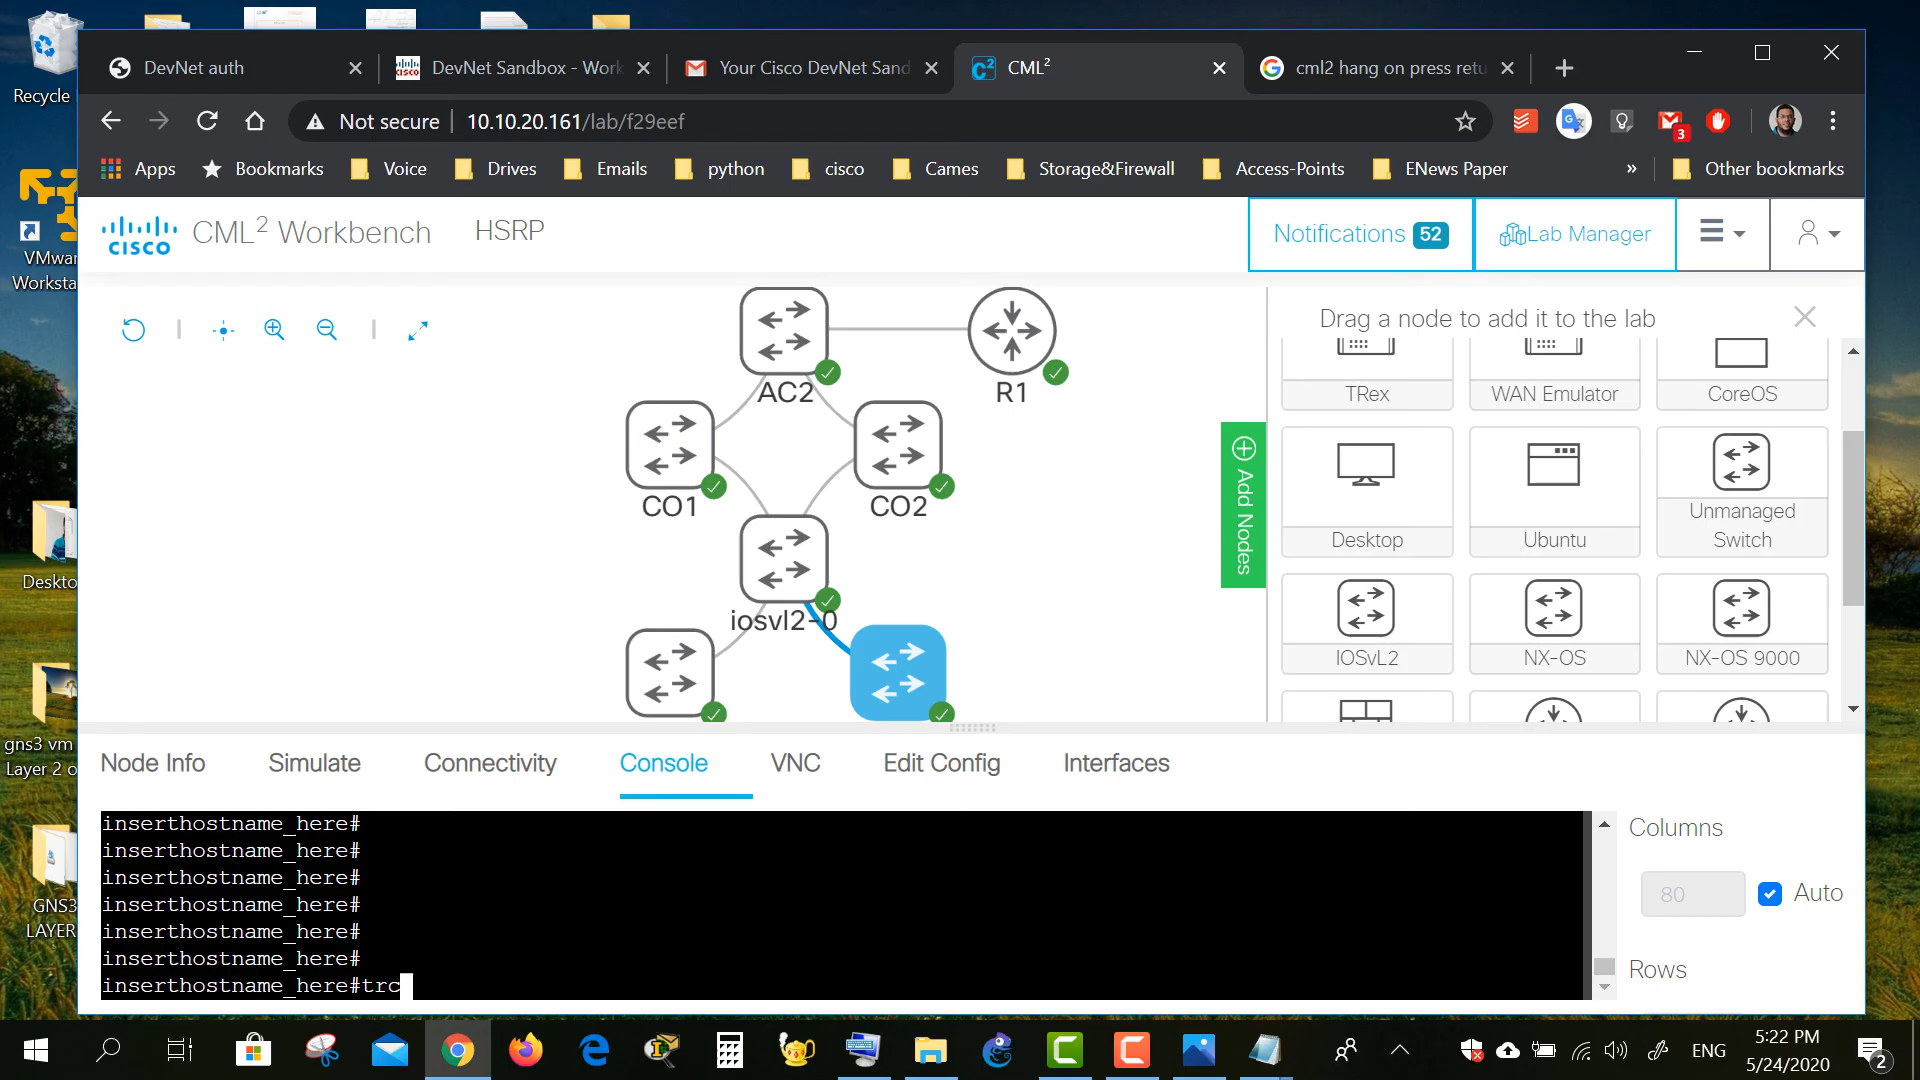 DevNet auth
DevNet Sandbox - Work
Your Cisco DevNet Sand
CML²
cml2 hang on press retu
Not secure
10.10.20.161/lab/f29eef
3
Apps
Bookmarks
Voice
Drives
Emails
python
cisco
Cames
Storage&Firewall
Access-Points
ENews Paper
»
Other bookmarks
CISCO
CML² Workbench
HSRP
Notifications 52
Lab Manager
Drag a node to add it to the lab
AC2
R1
CO1
CO2
iosvl2-0
Add Nodes
TRex
WAN Emulator
CoreOS
Desktop
Ubuntu
Unmanaged
Switch
IOSvL2
NX-OS
NX-OS 9000
Node Info
Simulate
Connectivity
Console
VNC
Edit Config
Interfaces
inserthostname_here#
inserthostname_here#
inserthostname_here#
inserthostname_here#
inserthostname_here#
inserthostname_here#
inserthostname_here#trc
Columns
80
Auto
Rows
Recycle
VMwar
Worksta
Deskto
gns3 vm
Layer 2 o
GNS3
LAYER
ENG
5:22 PM
5/24/2020
2